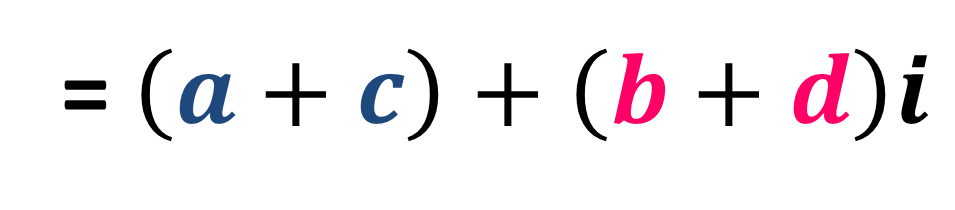 = (a + c) + (b + d)i